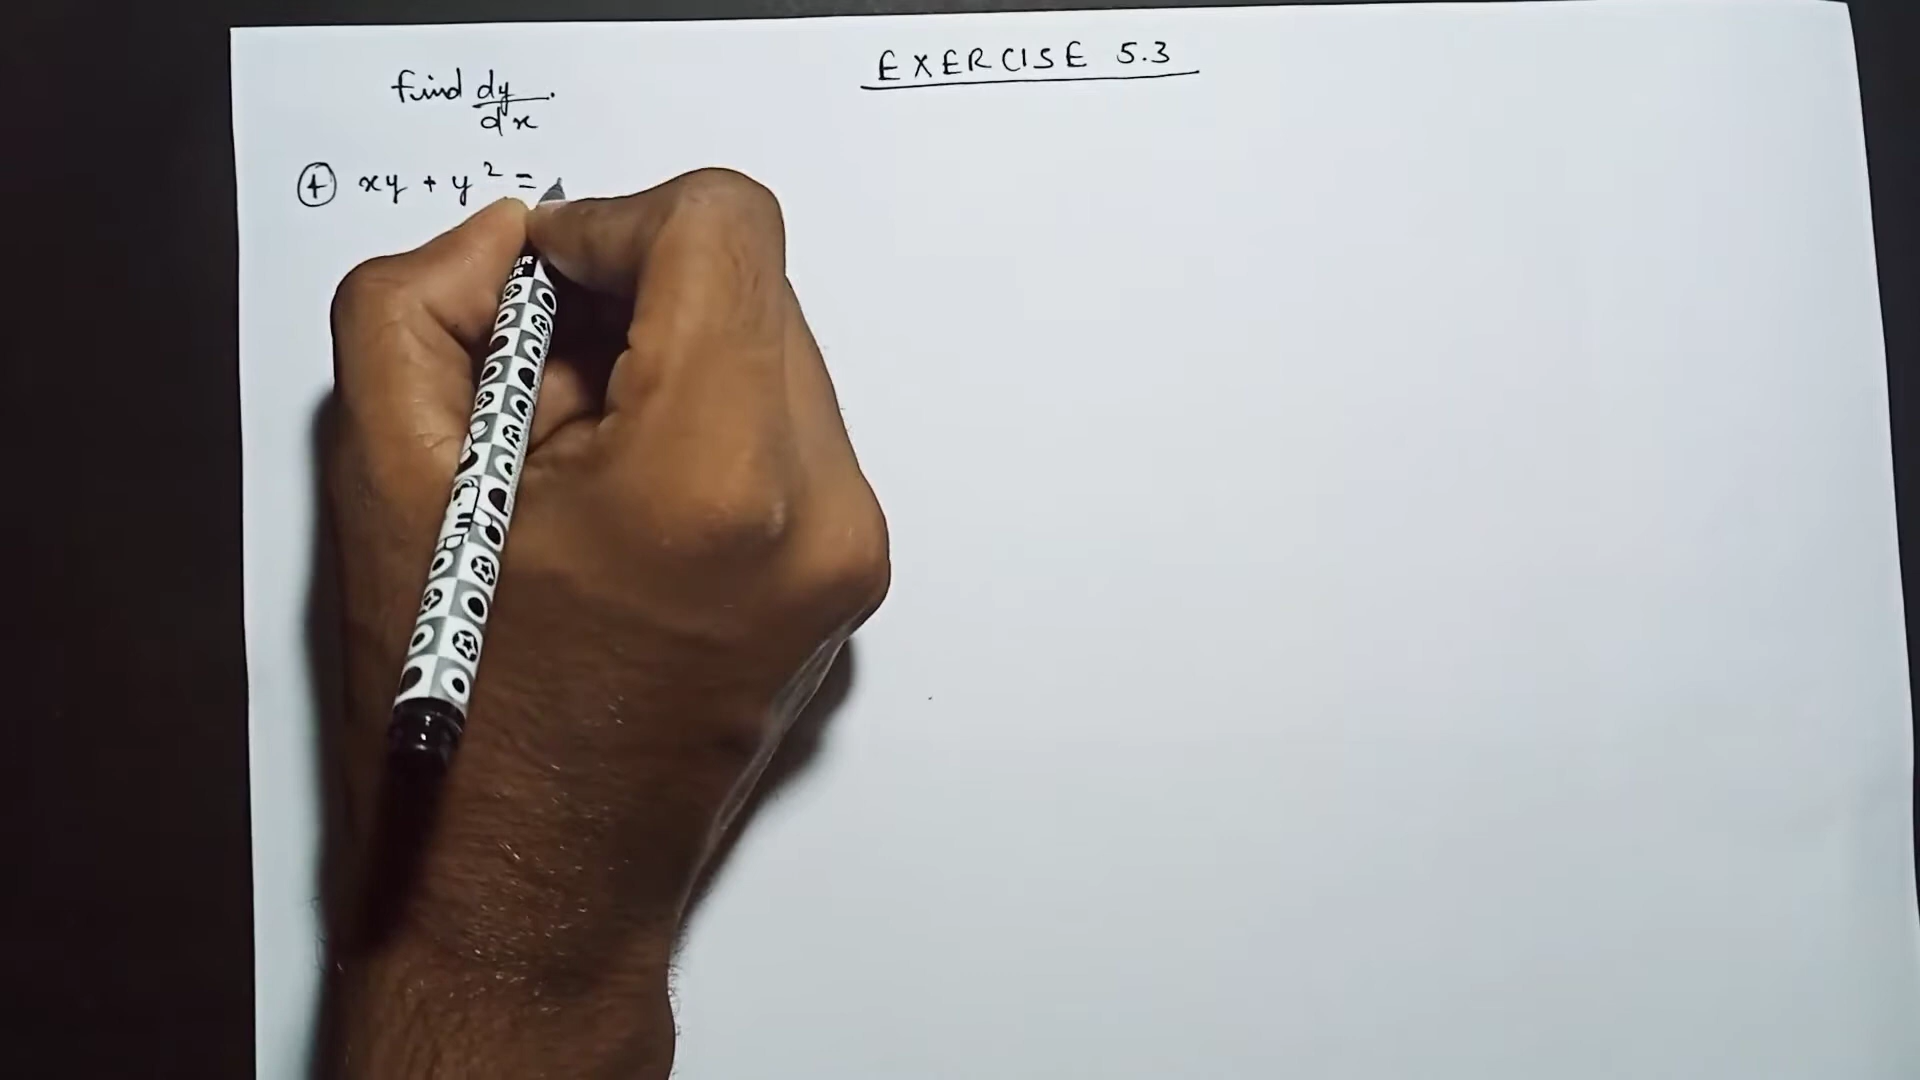 EXERCISE 5.3
find dy/dx.
④ xy + y² =